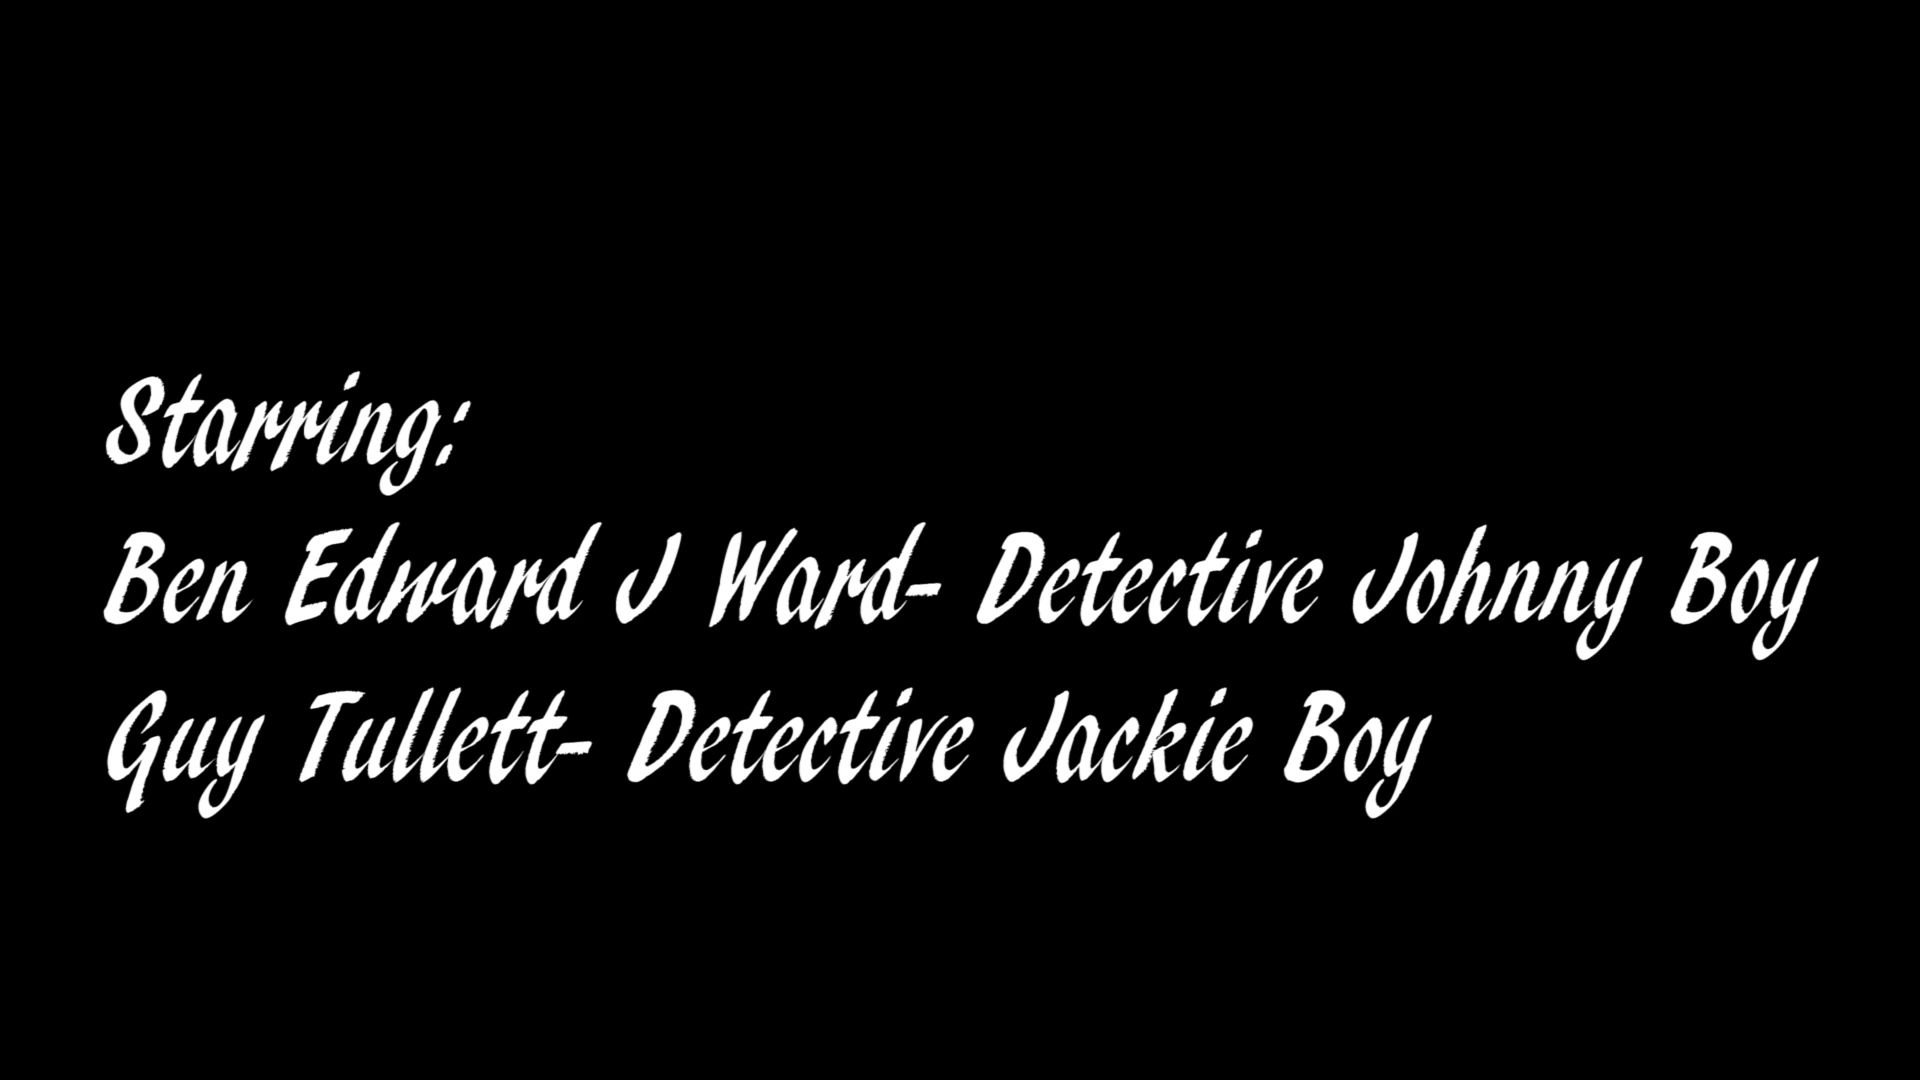 Starring:
Ben Edward J Ward- Detective Johnny Boy
Guy Tullett- Detective Jackie Boy